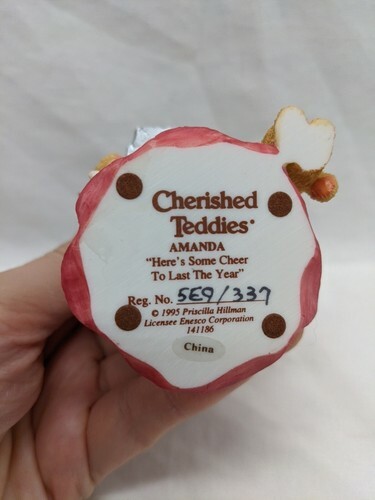 Cherished
Teddies®
AMANDA
"Here's Some Cheer
To Last The Year"
Reg. No. 5E9/337
© 1995 Priscilla Hillman
Licensee Enesco Corporation
141186
China